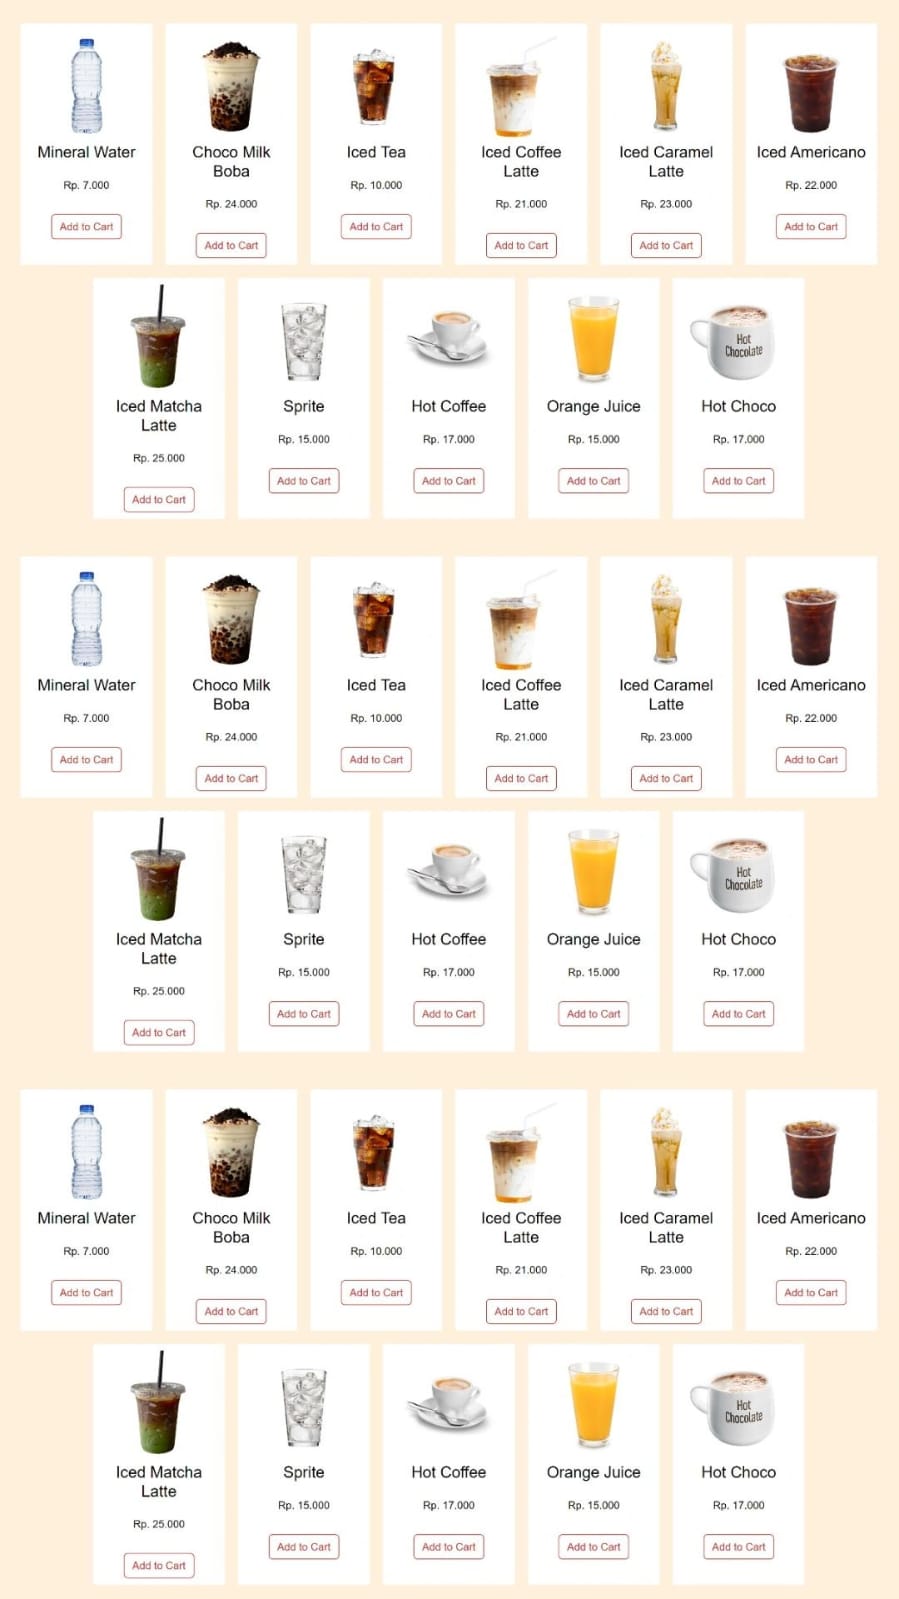 Mineral Water
Rp. 7.000
Add to Cart
Choco Milk
Boba
Rp. 24.000
Add to Cart
Iced Tea
Rp. 10.000
Add to Cart
Iced Coffee
Latte
Rp. 21.000
Add to Cart
Iced Caramel
Latte
Rp. 23.000
Add to Cart
Iced Americano
Rp. 22.000
Add to Cart
Iced Matcha
Latte
Rp. 25.000
Add to Cart
Sprite
Rp. 15.000
Add to Cart
Hot Coffee
Rp. 17.000
Add to Cart
Orange Juice
Rp. 15.000
Add to Cart
Hot
Chocolate
Hot Choco
Rp. 17.000
Add to Cart
Mineral Water
Rp. 7.000
Add to Cart
Choco Milk
Boba
Rp. 24.000
Add to Cart
Iced Tea
Rp. 10.000
Add to Cart
Iced Coffee
Latte
Rp. 21.000
Add to Cart
Iced Caramel
Latte
Rp. 23.000
Add to Cart
Iced Americano
Rp. 22.000
Add to Cart
Iced Matcha
Latte
Rp. 25.000
Add to Cart
Sprite
Rp. 15.000
Add to Cart
Hot Coffee
Rp. 17.000
Add to Cart
Orange Juice
Rp. 15.000
Add to Cart
Hot
Chocolate
Hot Choco
Rp. 17.000
Add to Cart
Mineral Water
Rp. 7.000
Add to Cart
Choco Milk
Boba
Rp. 24.000
Add to Cart
Iced Tea
Rp. 10.000
Add to Cart
Iced Coffee
Latte
Rp. 21.000
Add to Cart
Iced Caramel
Latte
Rp. 23.000
Add to Cart
Iced Americano
Rp. 22.000
Add to Cart
Iced Matcha
Latte
Rp. 25.000
Add to Cart
Sprite
Rp. 15.000
Add to Cart
Hot Coffee
Rp. 17.000
Add to Cart
Orange Juice
Rp. 15.000
Add to Cart
Hot
Chocolate
Hot Choco
Rp. 17.000
Add to Cart